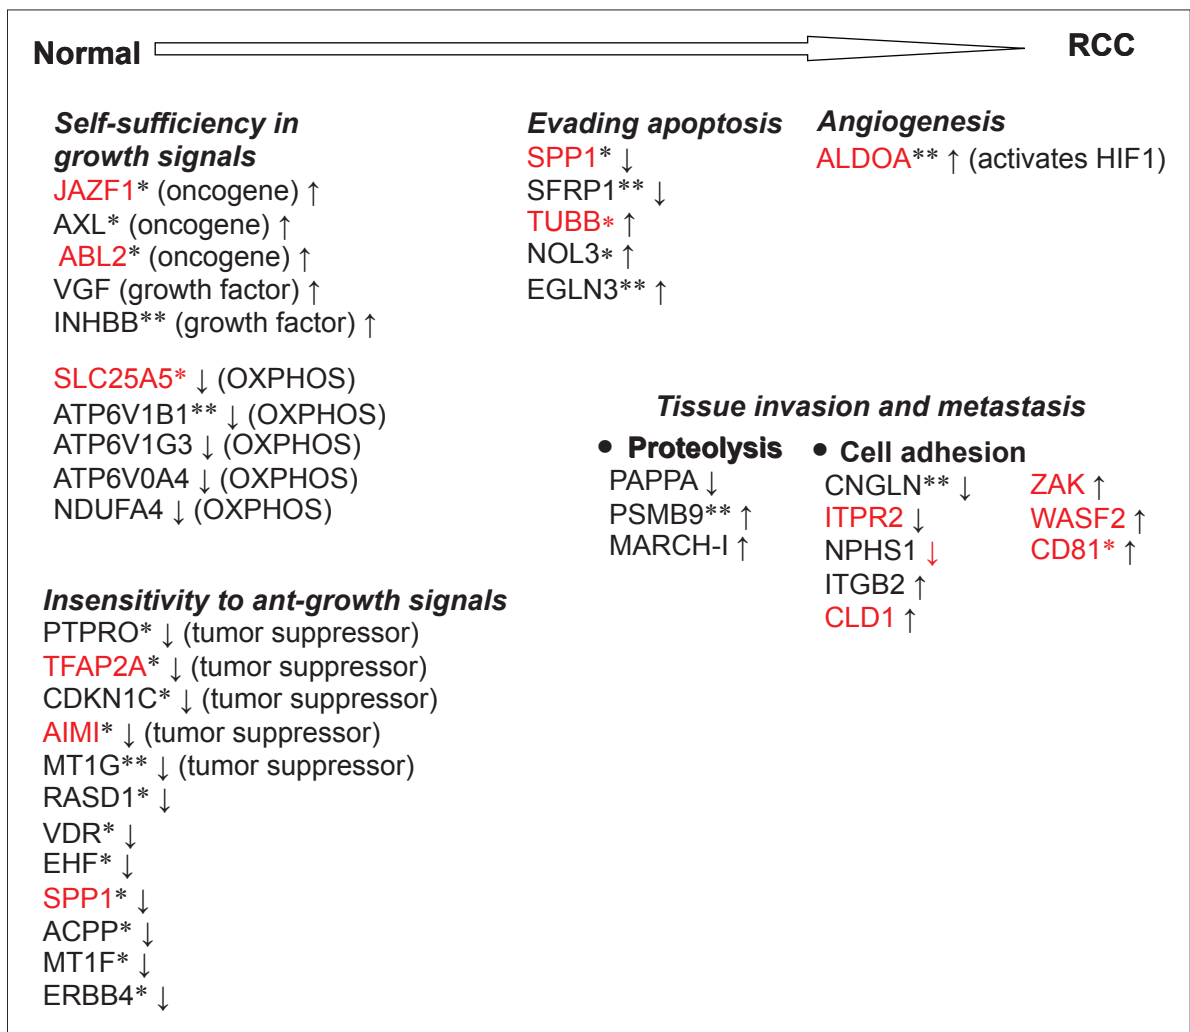 Normal
RCC
Self-sufficiency in
growth signals
JAZF1* (oncogene) ↑
AXL* (oncogene) ↑
ABL2* (oncogene) ↑
VGF (growth factor) ↑
INHBB** (growth factor) ↑
SLC25A5* ↓ (OXPHOS)
ATP6V1B1** ↓ (OXPHOS)
ATP6V1G3 ↓ (OXPHOS)
ATP6V0A4 ↓ (OXPHOS)
NDUFA4 ↓ (OXPHOS)
Insensitivity to ant-growth signals
PTPRO* ↓ (tumor suppressor)
TFAP2A* ↓ (tumor suppressor)
CDKN1C* ↓ (tumor suppressor)
AIMI* ↓ (tumor suppressor)
MT1G** ↓ (tumor suppressor)
RASD1* ↓
VDR* ↓
EHF* ↓
SPP1* ↓
ACPP* ↓
MT1F* ↓
ERBB4* ↓
Evading apoptosis
SPP1* ↓
SFRP1** ↓
TUBB* ↑
NOL3* ↑
EGLN3** ↑
Angiogenesis
ALDOA** ↑ (activates HIF1)
Tissue invasion and metastasis
• Proteolysis
PAPPA ↓
PSMB9** ↑
MARCH-I ↑
• Cell adhesion
CNGLN** ↓
ITPR2 ↓
NPHS1 ↓
ITGB2 ↑
CLD1 ↑
ZAK ↑
WASF2 ↑
CD81* ↑